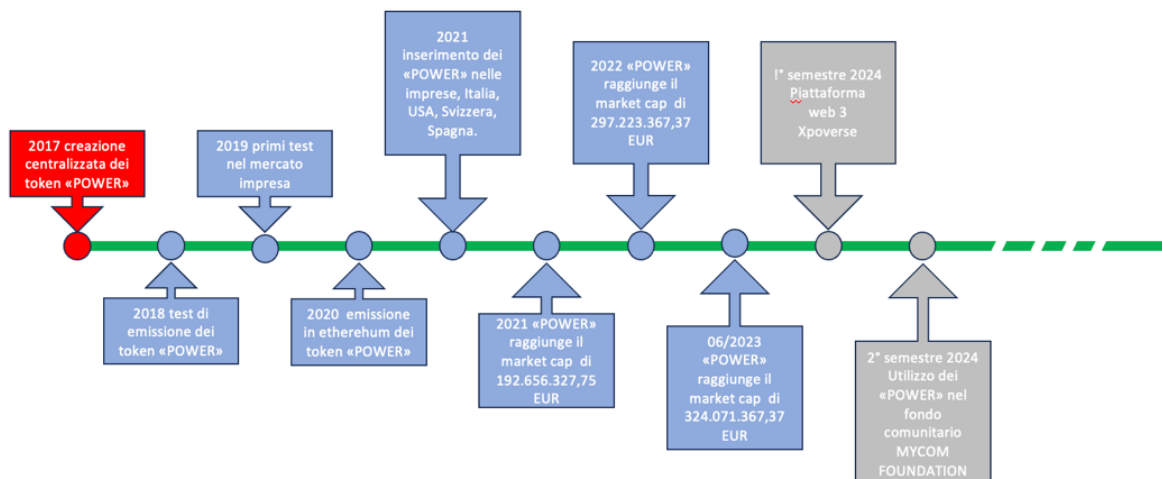 2017 creazione
centralizzata dei
token «POWER»
2018 test di
emissione dei
token «POWER»
2019 primi test
nel mercato
impresa
2020 emissione
in etherehum dei
token «POWER»
2021
inserimento dei
«POWER» nelle
imprese, Italia,
USA, Svizzera,
Spagna.
2021 «POWER»
raggiunge il
market cap di
192.656.327,75
EUR
2022 «POWER»
raggiunge il
market cap di
297.223.367,37
EUR
06/2023
«POWER»
raggiunge il
market cap di
324.071.367,37
EUR
I° semestre 2024
Piattaforma
web 3
Xpoverse
2° semestre 2024
Utilizzo dei
«POWER» nel
fondo
comunitario
MYCOM
FOUNDATION